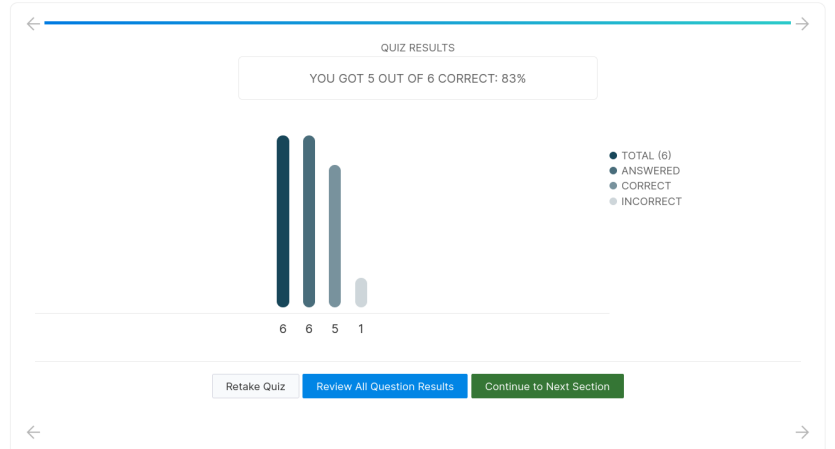 QUIZ RESULTS
YOU GOT 5 OUT OF 6 CORRECT: 83%
TOTAL (6)
ANSWERED
CORRECT
INCORRECT
6 6 5 1
Retake Quiz Review All Question Results Continue to Next Section